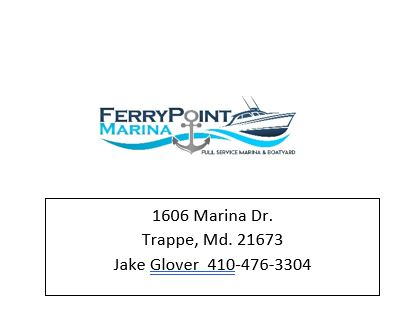 FERRYPOINT
MARINA
FULL SERVICE MARINA & BOATYARD
1606 Marina Dr.
Trappe, Md. 21673
Jake Glover  410-476-3304